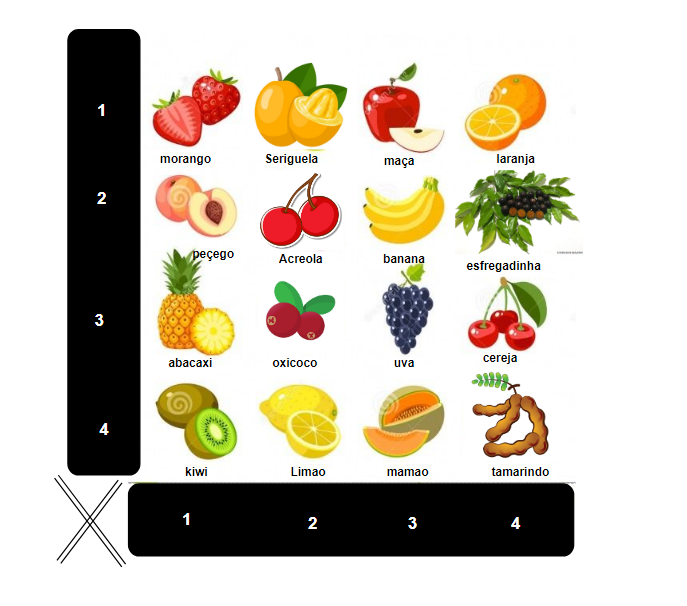 1
morango Seriguela maça laranja
2
peçego Acreola banana esfregadinha
3
abacaxi oxicoco uva cereja
4
kiwi Limao mamao tamarindo
1 2 3 4